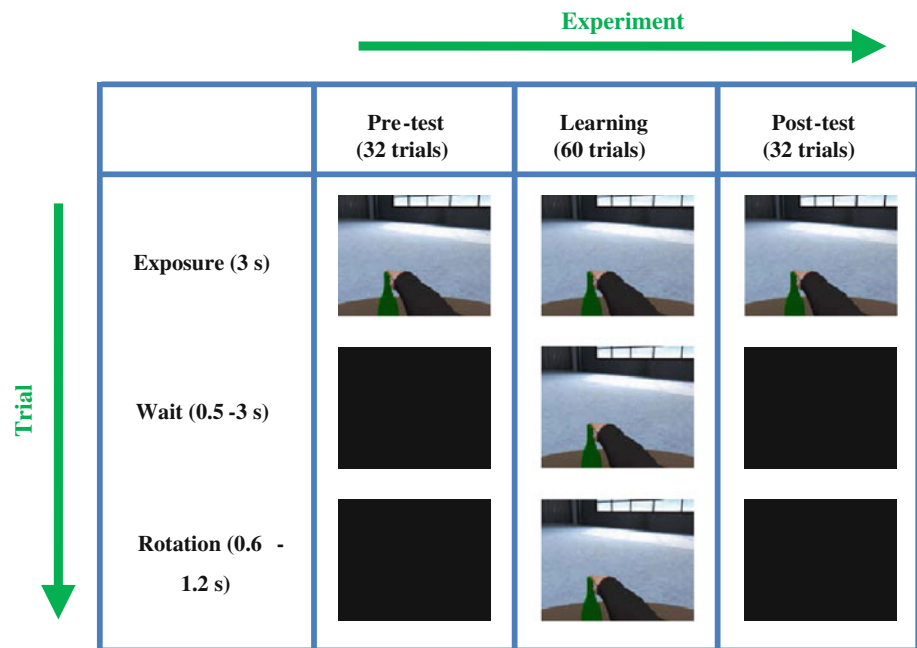 Experiment
Pre-test
(32 trials)
Learning
(60 trials)
Post-test
(32 trials)
Trial
Exposure (3 s)
Wait (0.5 -3 s)
Rotation (0.6 -
1.2 s)